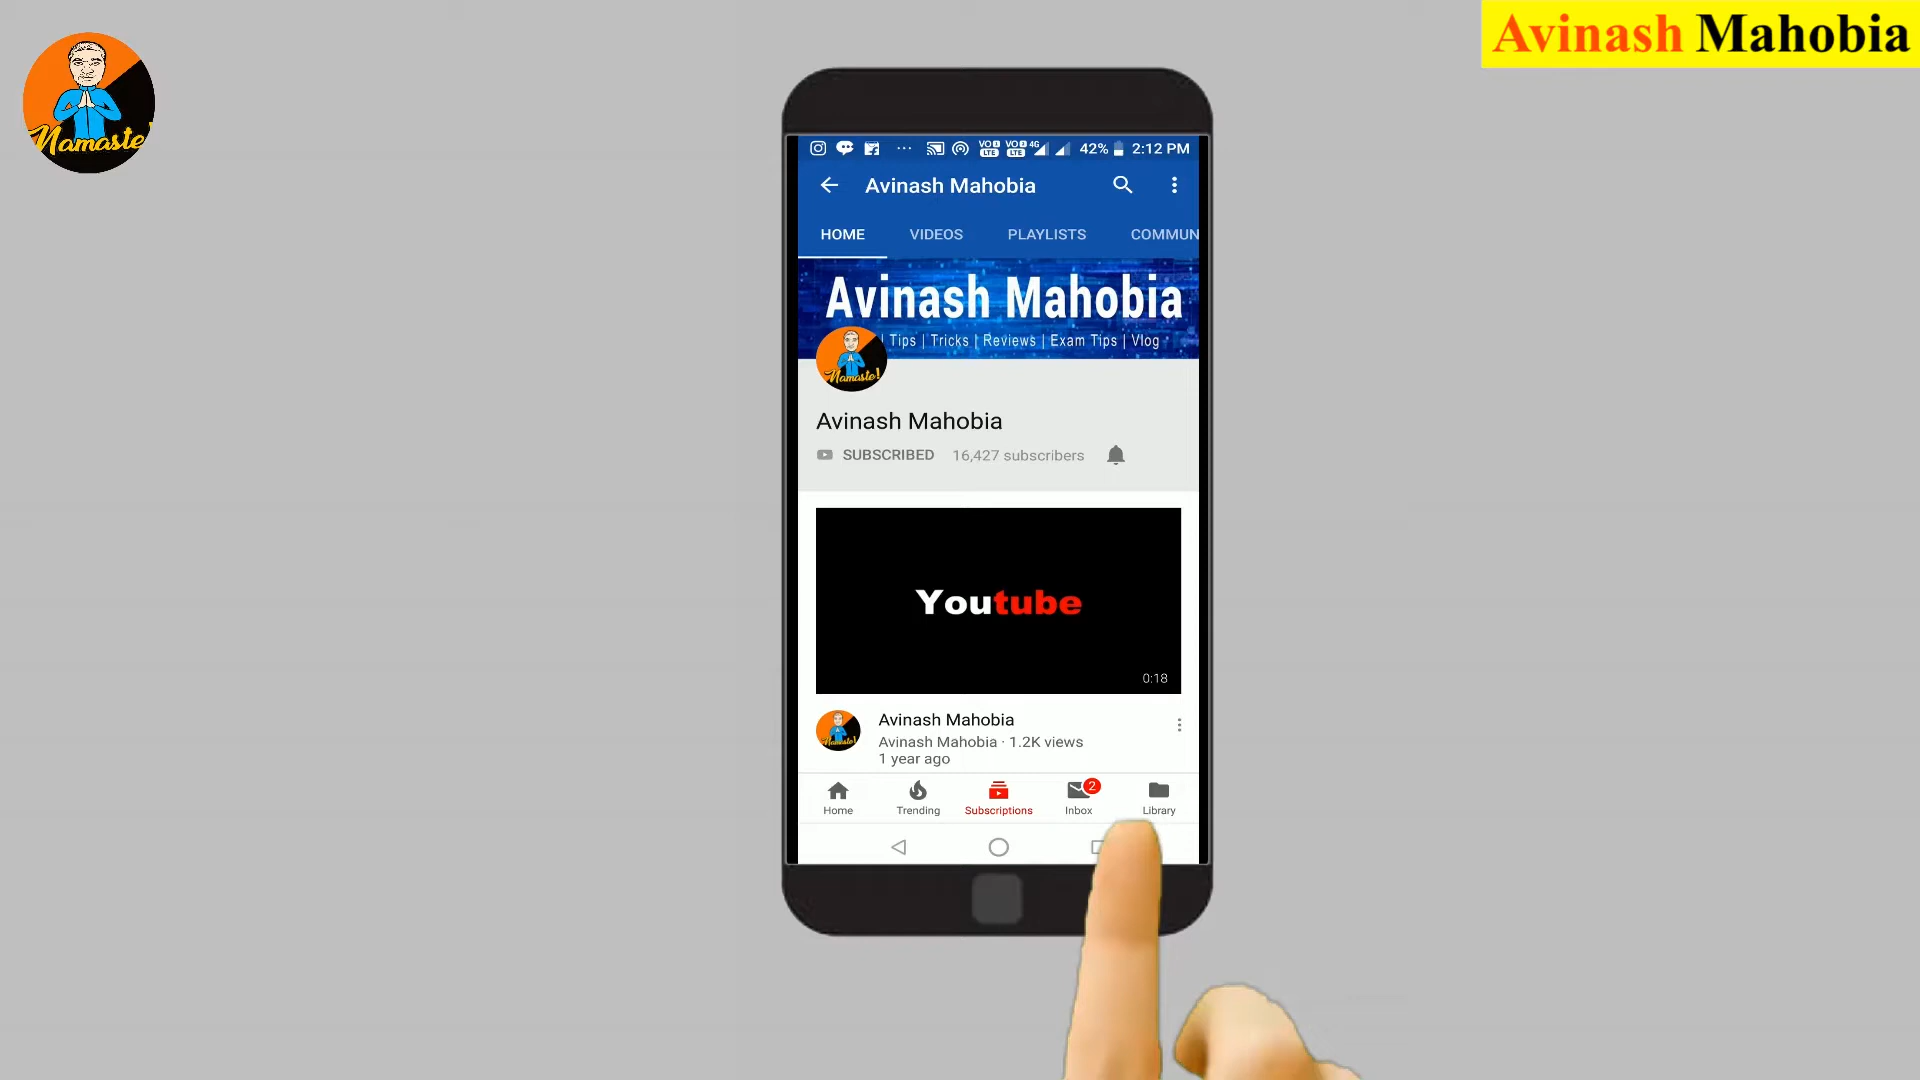 Avinash Mahobia
Namaste!
42% 2:12 PM
Avinash Mahobia
HOME VIDEOS PLAYLISTS COMMUN
Avinash Mahobia
| Tips | Tricks | Reviews | Exam Tips | Vlog
Namaste!
Avinash Mahobia
SUBSCRIBED 16,427 subscribers
Youtube
0:18
Avinash Mahobia
Avinash Mahobia · 1.2K views
1 year ago
Namaste!
2
Home Trending Subscriptions Inbox Library